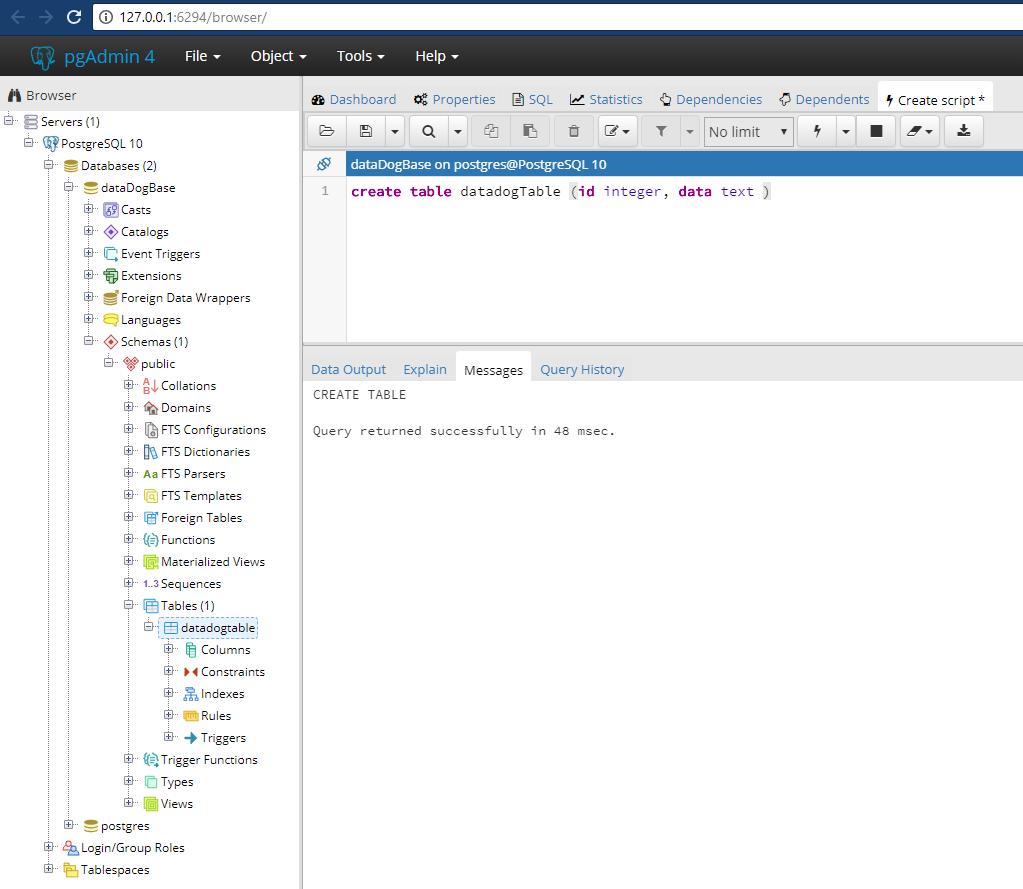 127.0.0.1:6294/browser/
pgAdmin 4 File Object Tools Help
Browser
Dashboard Properties SQL Statistics Dependencies Dependents Create script *
No limit
dataDogBase on postgres@PostgreSQL 10
1 create table datadogTable (id integer, data text )
Servers (1)
PostgreSQL 10
Databases (2)
dataDogBase
Casts
Catalogs
Event Triggers
Extensions
Foreign Data Wrappers
Languages
Schemas (1)
public
Collations
Domains
FTS Configurations
FTS Dictionaries
Aa FTS Parsers
FTS Templates
Foreign Tables
Functions
Materialized Views
1..3 Sequences
Tables (1)
datadogtable
Columns
Constraints
Indexes
Rules
Triggers
Trigger Functions
Types
Views
postgres
Login/Group Roles
Tablespaces
Data Output Explain Messages Query History
CREATE TABLE
Query returned successfully in 48 msec.